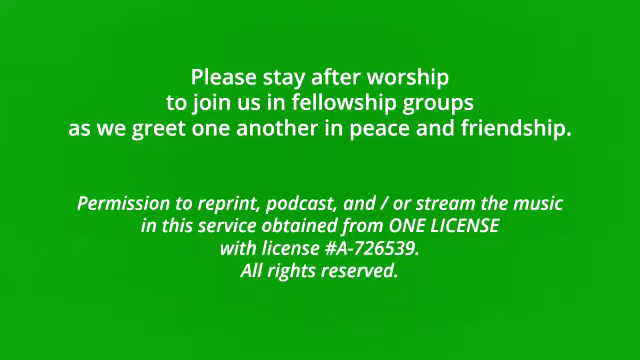 Please stay after worship
to join us in fellowship groups
as we greet one another in peace and friendship.
Permission to reprint, podcast, and / or stream the music
in this service obtained from ONE LICENSE
with license #A-726539.
All rights reserved.